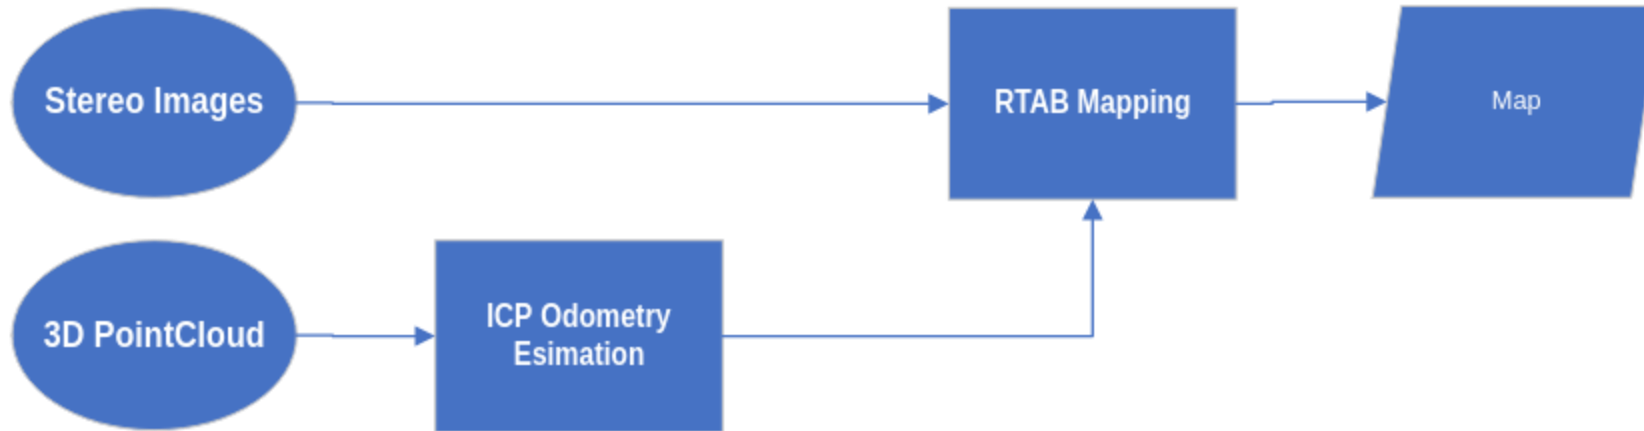 Stereo Images
RTAB Mapping
Map
3D PointCloud
ICP Odometry
Esimation